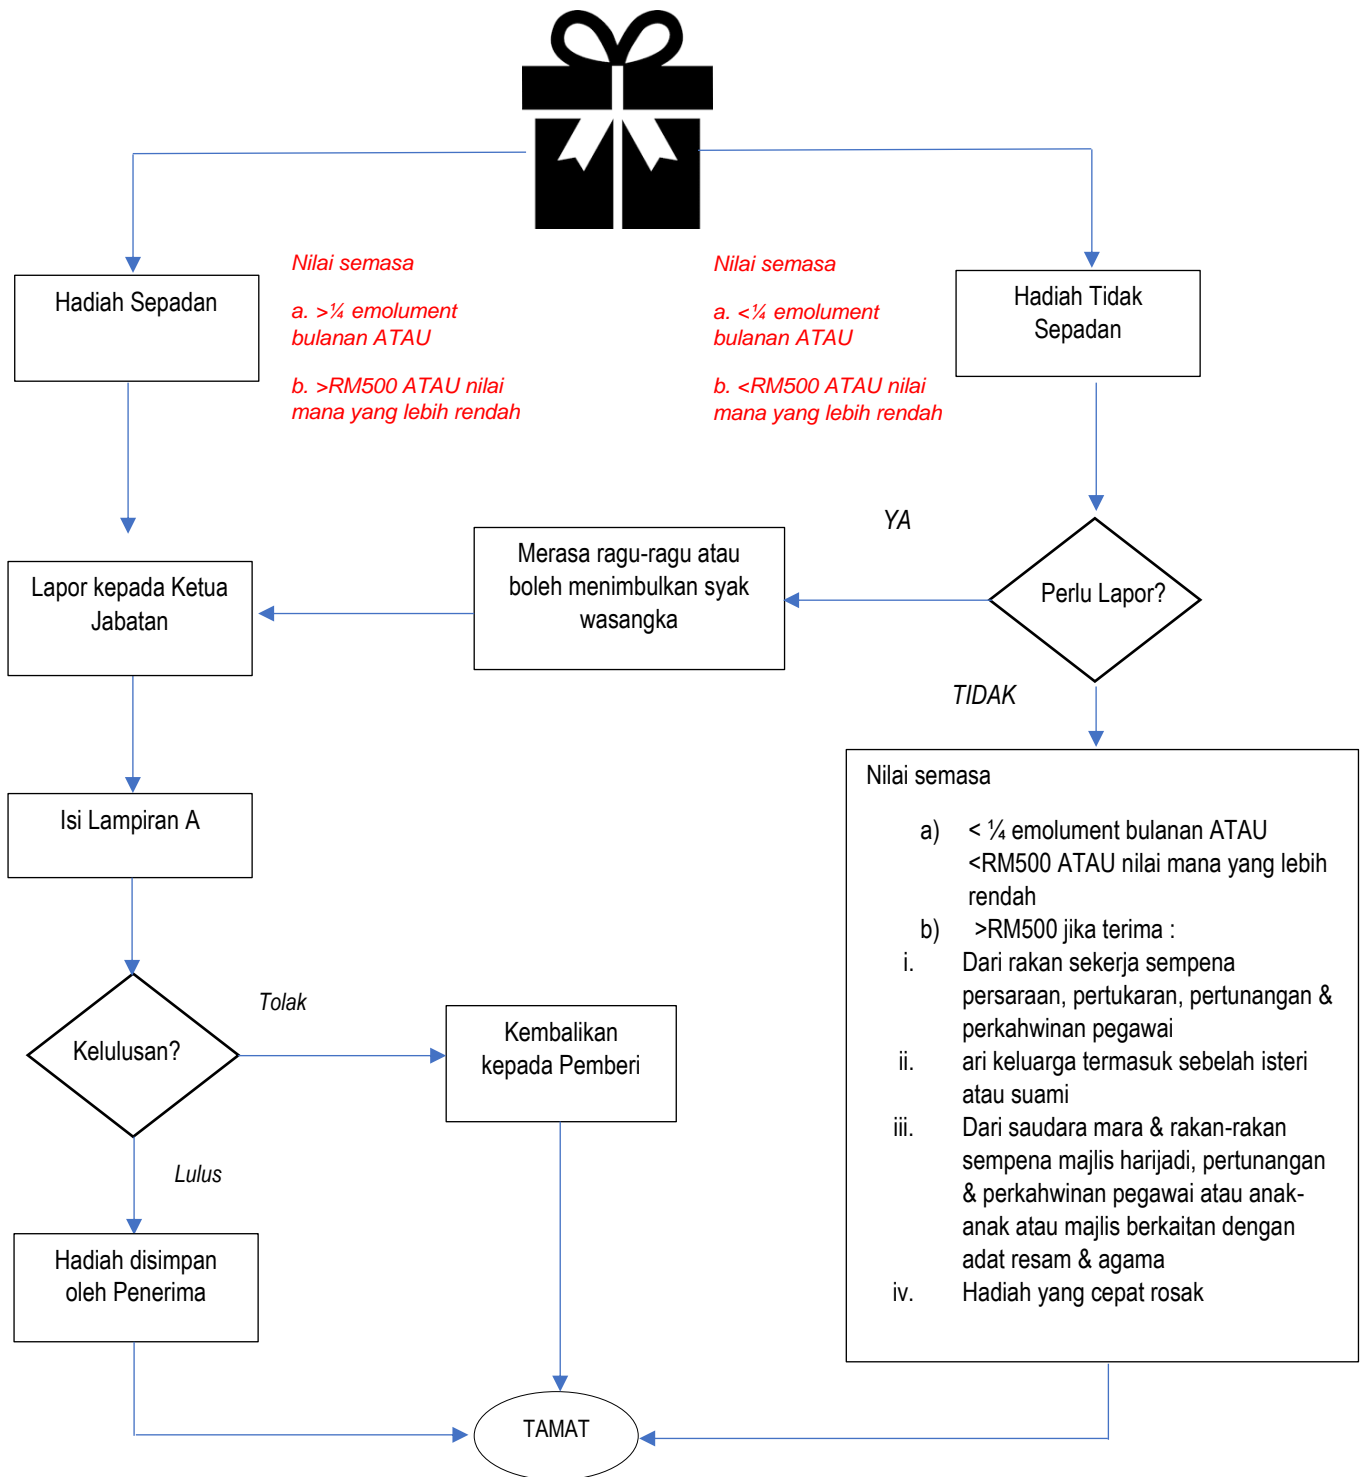 Nilai semasa
a. >¼ emolument
bulanan ATAU
b. >RM500 ATAU nilai
mana yang lebih rendah
Nilai semasa
a. <¼ emolument
bulanan ATAU
b. <RM500 ATAU nilai
mana yang lebih rendah
Hadiah Sepadan
Hadiah Tidak
Sepadan
YA
Merasa ragu-ragu atau
boleh menimbulkan syak
wasangka
Perlu Lapor?
Lapor kepada Ketua
Jabatan
TIDAK
Isi Lampiran A
Nilai semasa
a) < ¼ emolument bulanan ATAU
<RM500 ATAU nilai mana yang lebih
rendah
b) >RM500 jika terima :
i. Dari rakan sekerja sempena
persaraan, pertukaran, pertunangan &
perkahwinan pegawai
ii. ari keluarga termasuk sebelah isteri
atau suami
iii. Dari saudara mara & rakan-rakan
sempena majlis harijadi, pertunangan
& perkahwinan pegawai atau anak-
anak atau majlis berkaitan dengan
adat resam & agama
iv. Hadiah yang cepat rosak
Kelulusan?
Tolak
Kembalikan
kepada Pemberi
Lulus
Hadiah disimpan
oleh Penerima
TAMAT